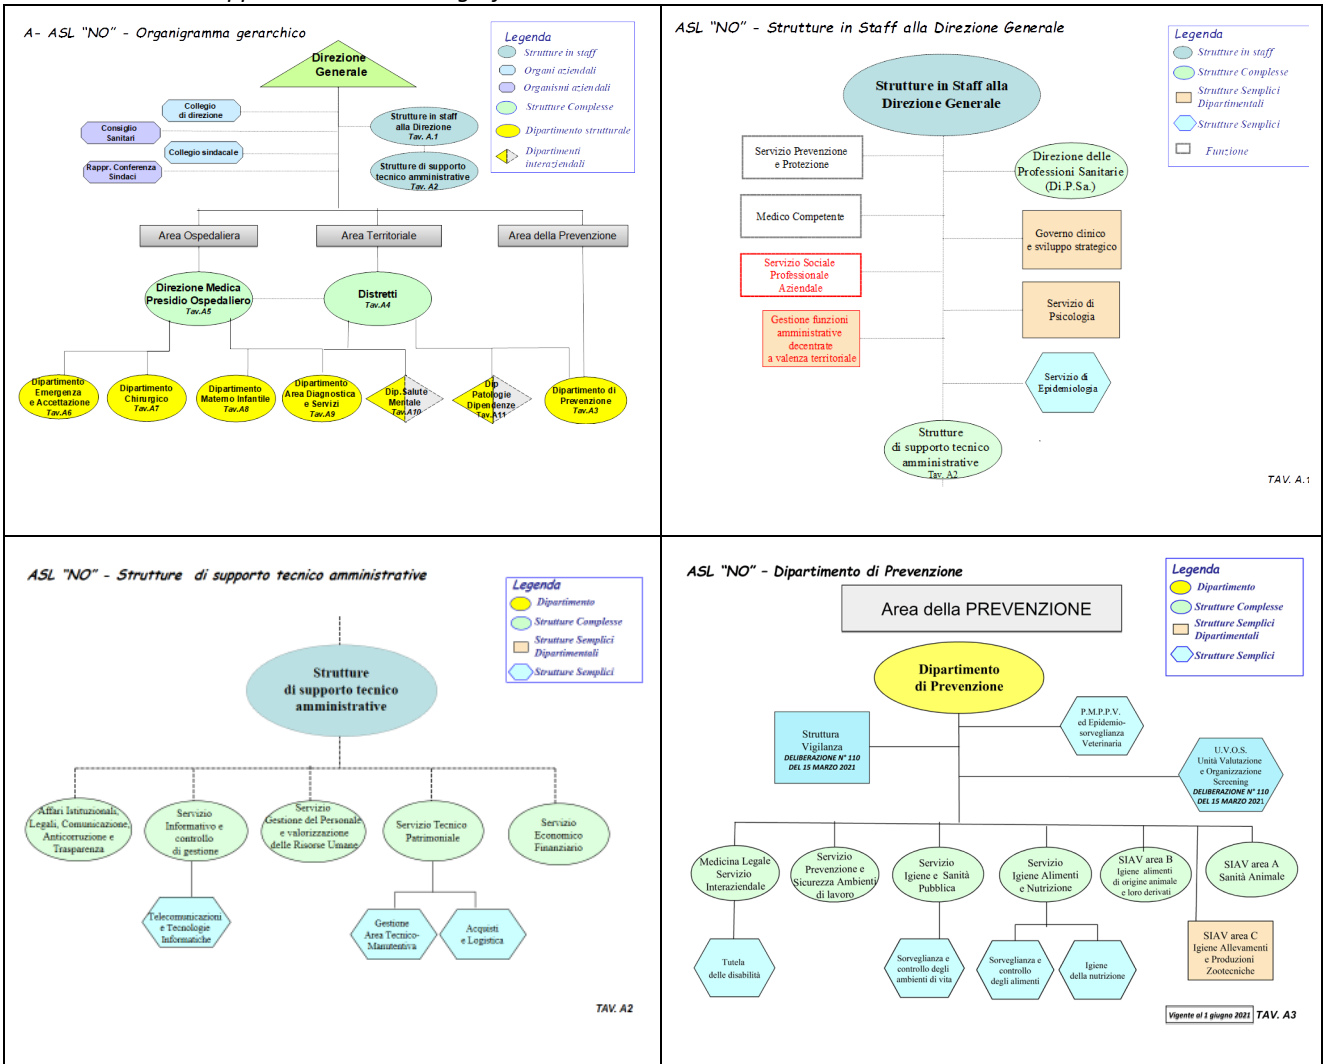 A- ASL “NO” - Organigramma gerarchico
Direzione
Generale
Legenda
Strutture in staff
Organi aziendali
Organismi aziendali
Strutture Complesse
Dipartimento strutturale
Dipartimenti
interaziendali
Collegio
di direzione
Consiglio
Sanitari
Collegio sindacale
Rappr. Conferenza
Sindaci
Strutture in staff
alla Direzione
Tav. A.1
Strutture di supporto
tecnico amministrative
Tav. A2
Area Ospedaliera
Area Territoriale
Area della Prevenzione
Direzione Medica
Presidio Ospedaliero
Tav.A5
Distretti
Tav.A4
Dipartimento
Emergenza
e Accettazione
Tav.A6
Dipartimento
Chirurgico
Tav.A7
Dipartimento
Materno Infantile
Tav.A8
Dipartimento
Area Diagnostica
e Servizi
Tav.A9
Dip.Salute
Mentale
Tav.A10
Dip
Patologie
Dipendenze
Tav.A11
Dipartimento di
Prevenzione
Tav.A3
ASL “NO” - Strutture in Staff alla Direzione Generale
Legenda
Strutture in staff
Strutture Complesse
Strutture Semplici
Dipartimentali
Strutture Semplici
Funzione
Strutture in Staff alla
Direzione Generale
Servizio Prevenzione
e Protezione
Direzione delle
Professioni Sanitarie
(Di.P.Sa.)
Medico Competente
Governo clinico
e sviluppo strategico
Servizio Sociale
Professionale
Aziendale
Servizio di
Psicologia
Gestione funzioni
amministrative
decentrate
a valenza territoriale
Servizio di
Epidemiologia
Strutture
di supporto tecnico
amministrative
Tav. A2
TAV. A.1
ASL “NO” - Strutture di supporto tecnico amministrative
Legenda
Dipartimento
Strutture Complesse
Strutture Semplici
Dipartimentali
Strutture Semplici
Strutture
di supporto tecnico
amministrative
Affari Istituzionali,
Legali, Comunicazione,
Anticorruzione e
Trasparenza
Servizio
Informativo e
controllo
di gestione
Servizio
Gestione del Personale
e valorizzazione
delle Risorse Umane
Servizio Tecnico
Patrimoniale
Servizio
Economico
Finanziario
Telecomunicazioni
e Tecnologie
Informatiche
Gestione
Area Tecnico-
Manutentiva
Acquisti
e Logistica
TAV. A2
ASL “NO” – Dipartimento di Prevenzione
Legenda
Dipartimento
Strutture Complesse
Strutture Semplici
Dipartimentali
Strutture Semplici
Area della PREVENZIONE
Dipartimento
di Prevenzione
Struttura
Vigilanza
DELIBERAZIONE N° 110
DEL 15 MARZO 2021
P.M.P.P.V.
ed Epidemio-
sorveglianza
Veterinaria
U.V.O.S.
Unità Valutazione
e Organizzazione
Screening
DELIBERAZIONE N° 110
DEL 15 MARZO 2021
Medicina Legale
Servizio
Interaziendale
Servizio
Prevenzione e
Sicurezza Ambienti
di lavoro
Servizio
Igiene e Sanità
Pubblica
Servizio
Igiene Alimenti
e Nutrizione
SIAV area B
Igiene alimenti
di origine animale
e loro derivati
SIAV area A
Sanità Animale
SIAV area C
Igiene Allevamenti
e Produzioni
Zootecniche
Tutela
delle disabilità
Sorveglianza e
controllo degli
ambienti di vita
Sorveglianza e
controllo
degli alimenti
Igiene
della nutrizione
Vigente al 1 giugno 2021 TAV. A3